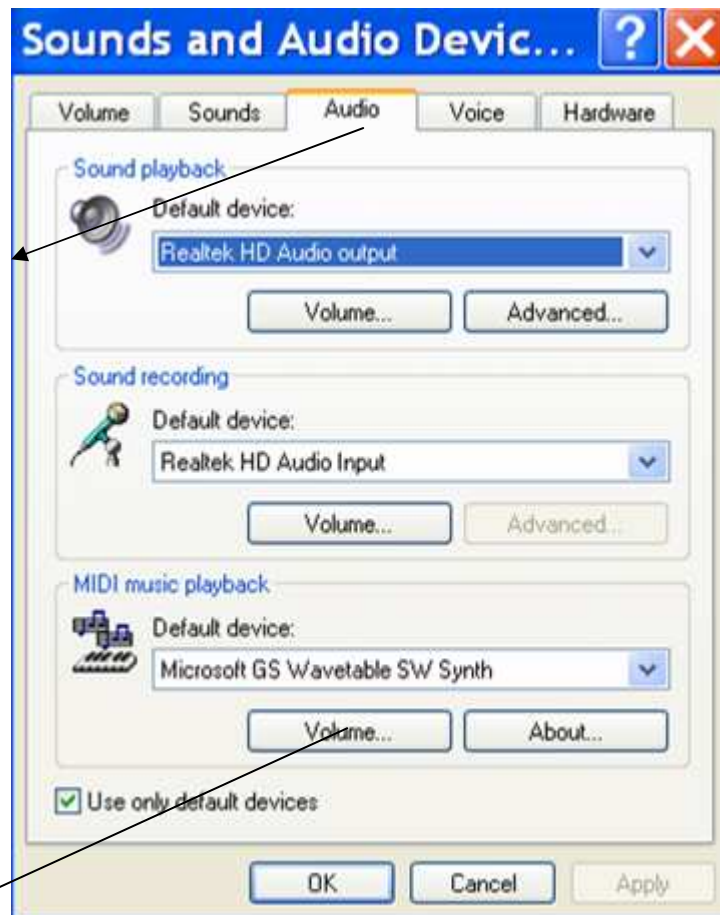 Sounds and Audio Devic... ?
Volume Sounds Audio Voice Hardware
Sound playback
Default device:
Realtek HD Audio output
Volume... Advanced...
Sound recording
Default device:
Realtek HD Audio Input
Volume... Advanced...
MIDI music playback
Default device:
Microsoft GS Wavetable SW Synth
Volume... About...
Use only default devices
OK Cancel Apply